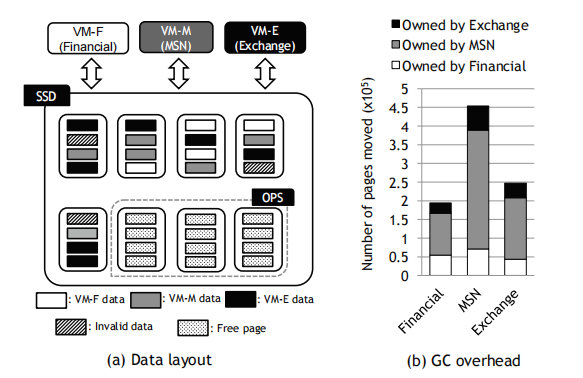 VM-F
(Financial)
VM-M
(MSN)
VM-E
(Exchange)
SSD
OPS
: VM-F data
: VM-M data
: VM-E data
: Invalid data
: Free page
(a) Data layout
Owned by Exchange
Owned by MSN
Owned by Financial
Number of pages moved (x10⁵)
5
4.5
4
3.5
3
2.5
2
1.5
1
0.5
0
Financial
MSN
Exchange
(b) GC overhead